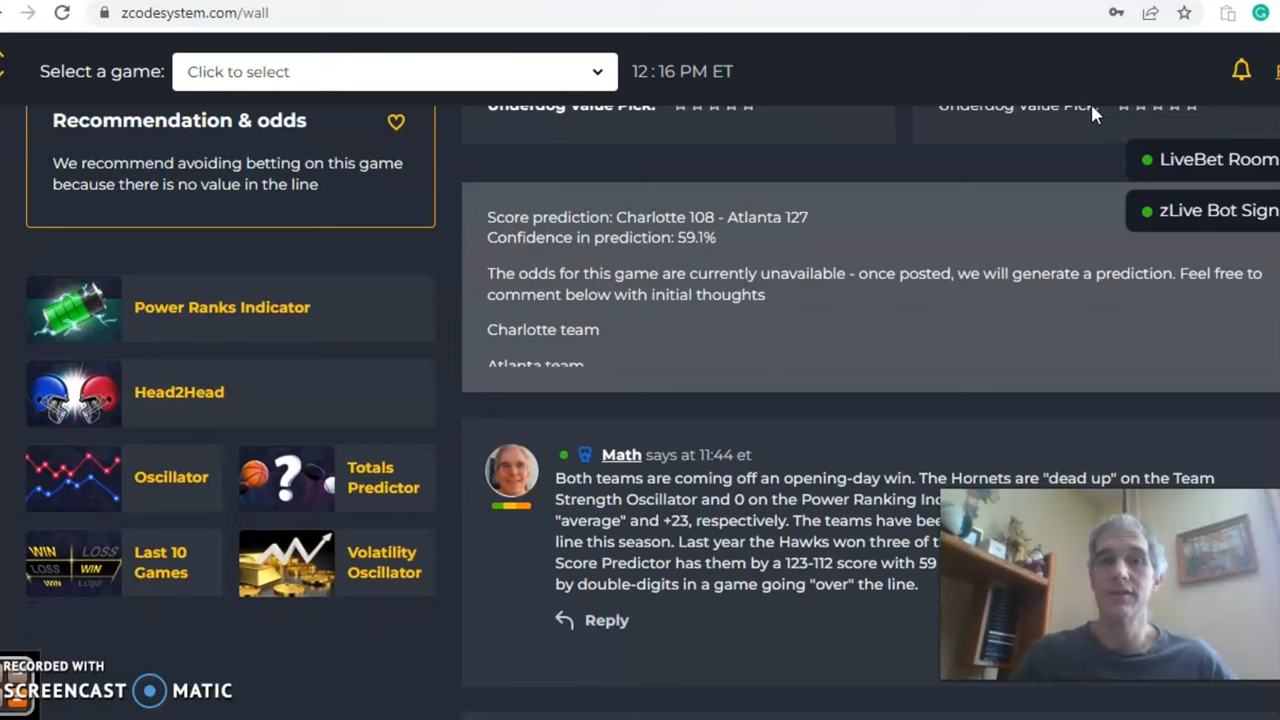 zcodesystem.com/wall
Select a game: Click to select 12 : 16 PM ET
Recommendation & odds
We recommend avoiding betting on this game
because there is no value in the line
Power Ranks Indicator
Head2Head
Oscillator
Totals
Predictor
WIN LOSS
LOSS WIN
WIN LOSS
Last 10
Games
Volatility
Oscillator
Underdog Value Pick:
Underdog Value Pick:
LiveBet Room
zLive Bot Sign
Score prediction: Charlotte 108 - Atlanta 127
Confidence in prediction: 59.1%
The odds for this game are currently unavailable - once posted, we will generate a prediction. Feel free to
comment below with initial thoughts
Charlotte team
Atlanta team
Math says at 11:44 et
Both teams are coming off an opening-day win. The Hornets are "dead up" on the Team
Strength Oscillator and 0 on the Power Ranking
"average" and +23, respectively. The teams have
line this season. Last year the Hawks won three of
Score Predictor has them by a 123-112 score with 59
by double-digits in a game going "over" the line.
Reply
RECORDED WITH
SCREENCAST MATIC